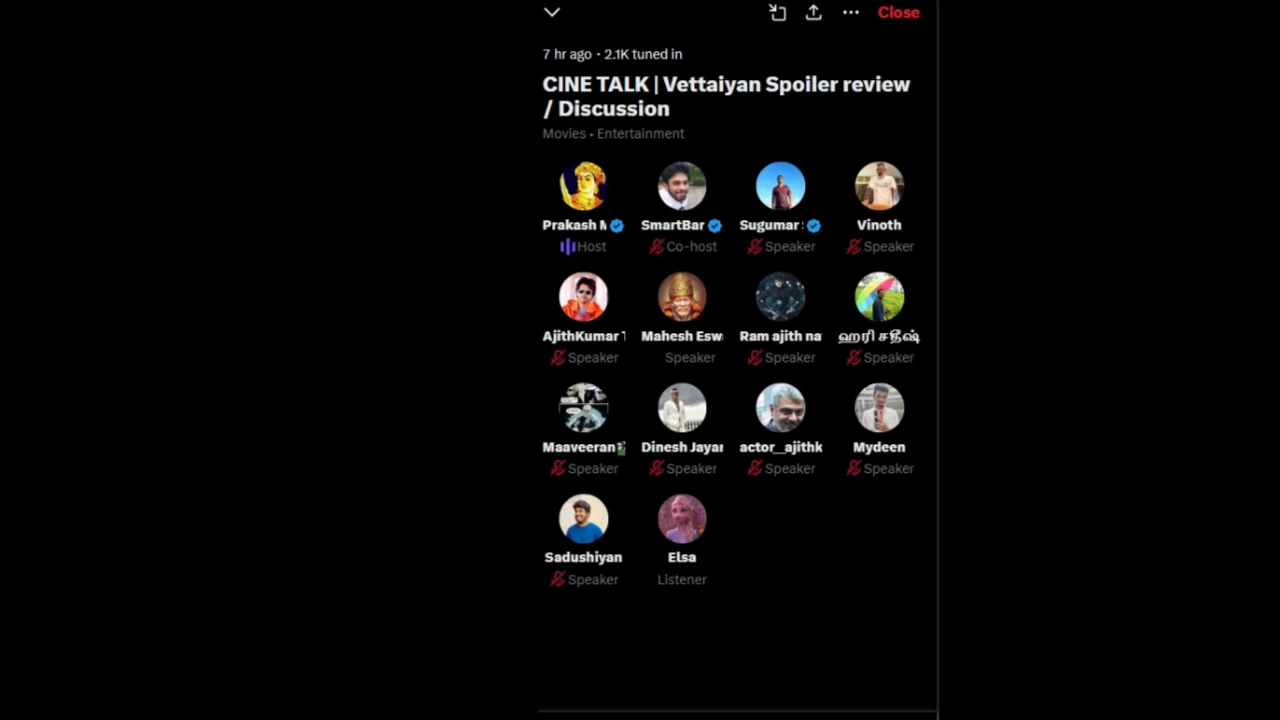 Close
7 hr ago · 2.1K tuned in
CINE TALK | Vettaiyan Spoiler review
/ Discussion
Movies • Entertainment
Prakash SmartBar Sugumar Vinoth
Host Co-host Speaker Speaker
AjithKumar Mahesh Esw Ram ajith na ஹரி சதீஷ்
Speaker Speaker Speaker Speaker
Maaveeran Dinesh Jayar actor_ajithk Mydeen
Speaker Speaker Speaker Speaker
Sadushiyan Elsa
Speaker Listener